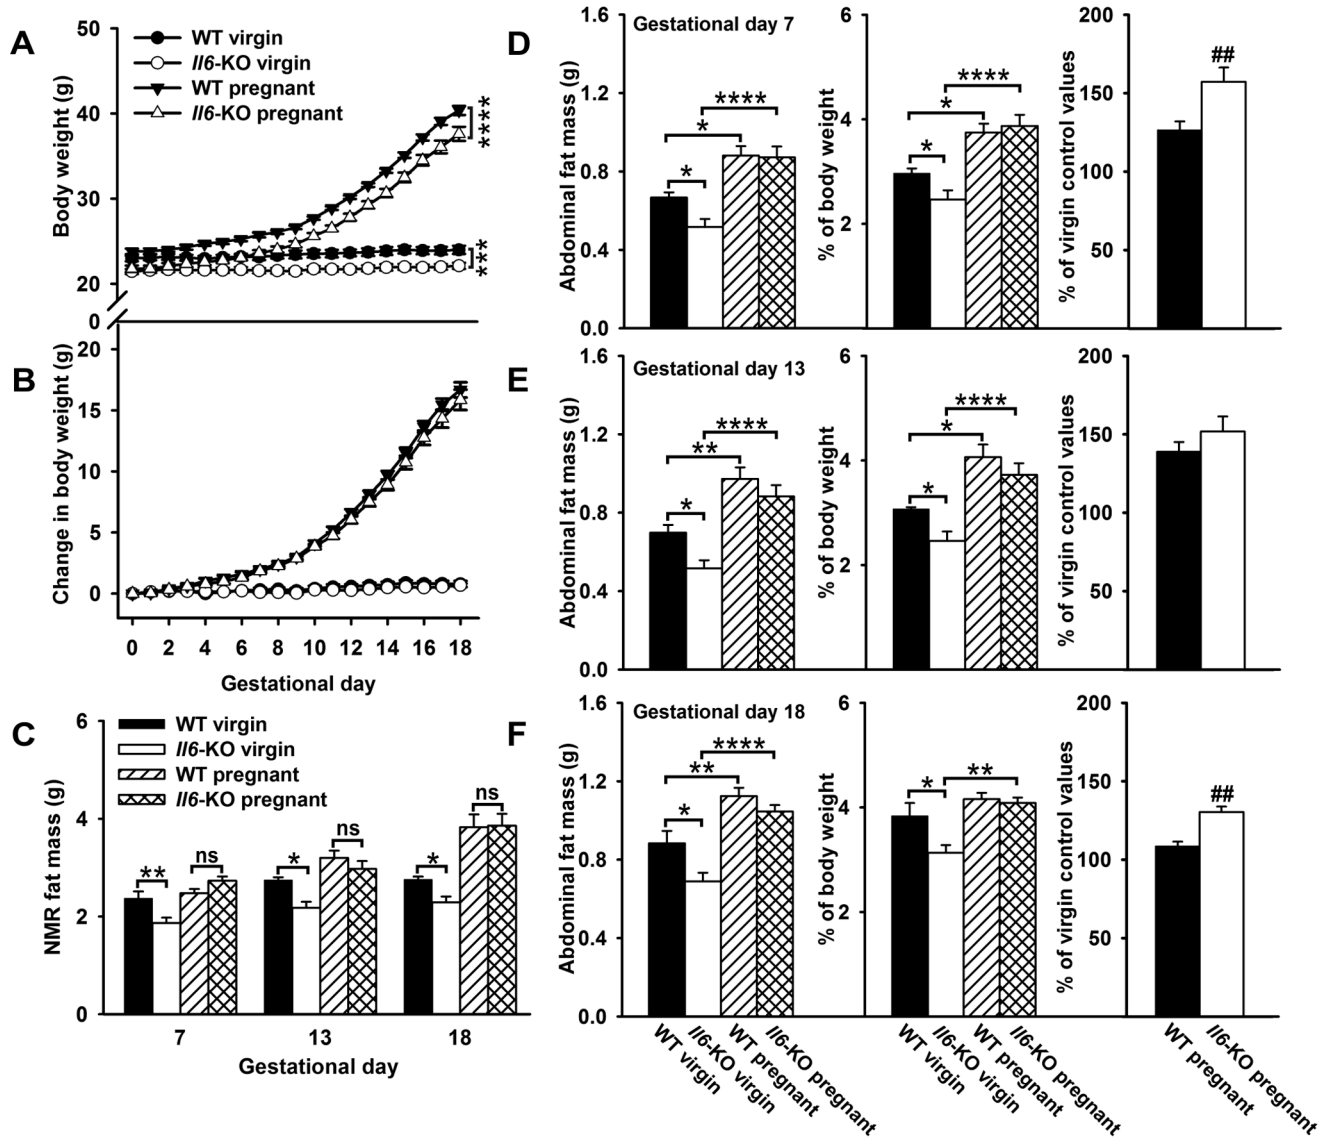 A
50
40
30
20
0
Body weight (g)
WT virgin
Il6-KO virgin
WT pregnant
Il6-KO pregnant
****
***
B
20
15
10
5
0
Change in body weight (g)
0 2 4 6 8 10 12 14 16 18
Gestational day
C
6
4
2
0
NMR fat mass (g)
WT virgin
Il6-KO virgin
WT pregnant
Il6-KO pregnant
** ns * ns * ns
7 13 18
Gestational day
D
Gestational day 7
1.6
1.2
0.8
0.4
0.0
Abdominal fat mass (g)
* * ****
6
4
2
% of body weight
* * ****
200
150
100
50
% of virgin control values
##
E
Gestational day 13
1.6
1.2
0.8
0.4
0.0
Abdominal fat mass (g)
* ** ****
6
4
2
% of body weight
* * ****
200
150
100
50
% of virgin control values
F
Gestational day 18
1.6
1.2
0.8
0.4
0.0
Abdominal fat mass (g)
* ** ****
WT virgin
Il6-KO virgin
WT pregnant
Il6-KO pregnant
6
4
2
% of body weight
* **
WT virgin
Il6-KO virgin
WT pregnant
Il6-KO pregnant
200
150
100
50
% of virgin control values
##
WT pregnant
Il6-KO pregnant